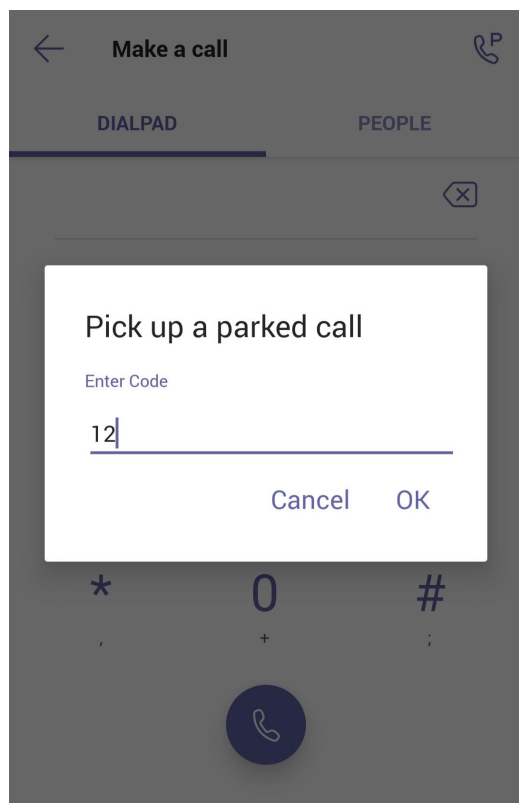 Make a call
P
DIALPAD PEOPLE
Pick up a parked call
Enter Code
12
Cancel OK
* 0 #
, + ;